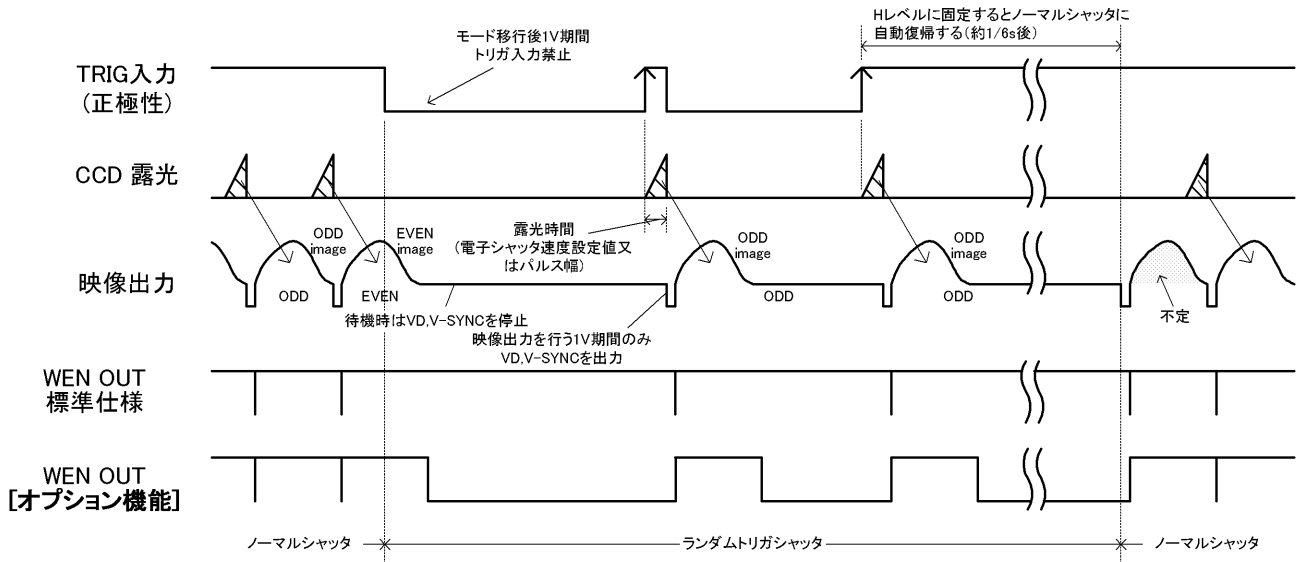 Hレベルに固定するとノーマルシャッタに
自動復帰する(約1/6s後)
モード移行後1V期間
トリガ入力禁止
TRIG入力
(正極性)
CCD 露光
露光時間
(電子シャッタ速度設定値又
はパルス幅)
ODD
image
EVEN
image
ODD
image
ODD
image
映像出力
ODD
EVEN
ODD
ODD
不定
待機時はVD,V-SYNCを停止
映像出力を行う1V期間のみ
VD,V-SYNCを出力
WEN OUT
標準仕様
WEN OUT
[オプション機能]
ノーマルシャッタ
ランダムトリガシャッタ
ノーマルシャッタ